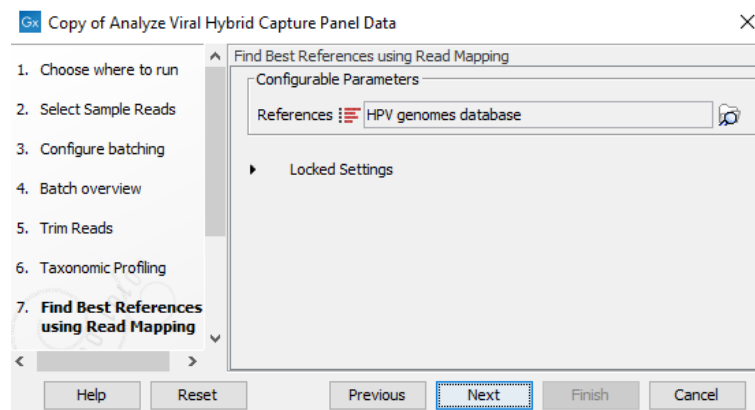 Gx Copy of Analyze Viral Hybrid Capture Panel Data
1. Choose where to run
2. Select Sample Reads
3. Configure batching
4. Batch overview
5. Trim Reads
6. Taxonomic Profiling
7. Find Best References
using Read Mapping
Find Best References using Read Mapping
Configurable Parameters
References HPV genomes database
Locked Settings
Help Reset Previous Next Finish Cancel